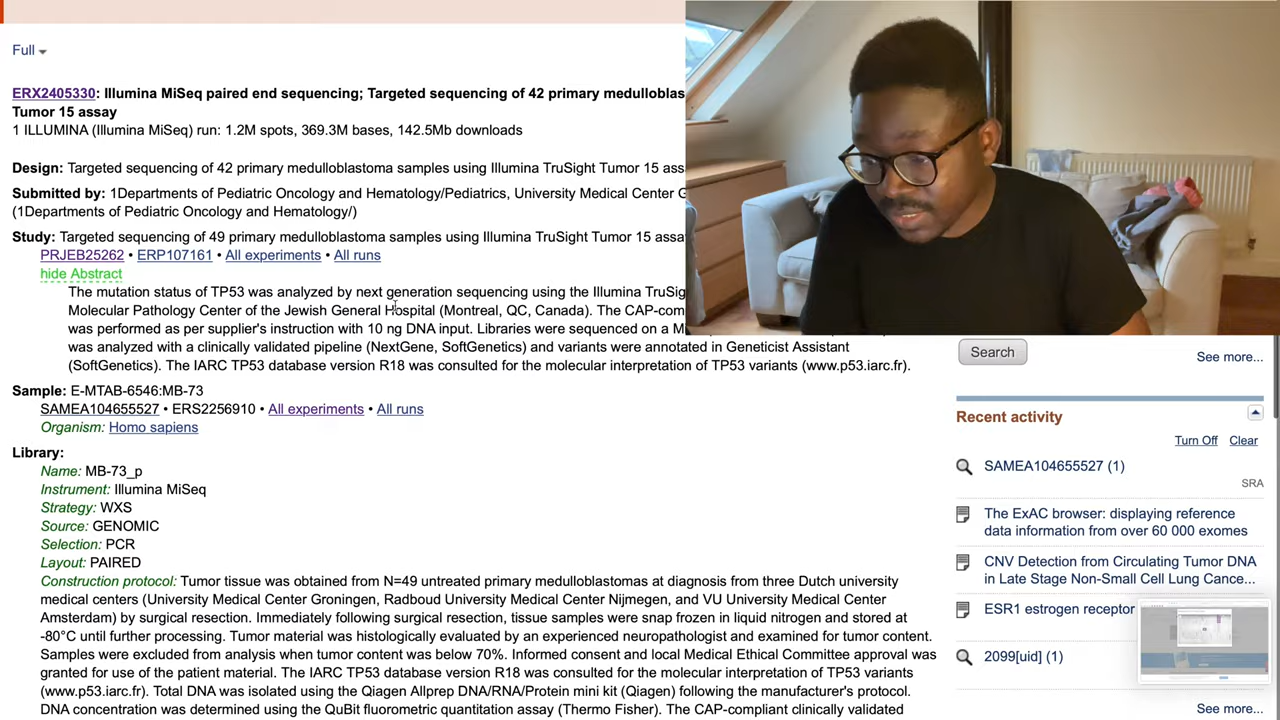 Full
ERX2405330: Illumina MiSeq paired end sequencing; Targeted sequencing of 42 primary
Tumor 15 assay
1 ILLUMINA (Illumina MiSeq) run: 1.2M spots, 369.3M bases, 142.5Mb downloads
Design: Targeted sequencing of 42 primary medulloblastoma samples using Illumina TruSight Tumor 15
Submitted by: 1Departments of Pediatric Oncology and Hematology/Pediatrics, University Medical Center
(1Departments of Pediatric Oncology and Hematology/)
Study: Targeted sequencing of 49 primary medulloblastoma samples using Illumina TruSight Tumor 15
PRJEB25262 • ERP107161 • All experiments • All runs
hide Abstract
The mutation status of TP53 was analyzed by next generation sequencing using the Illumina
Molecular Pathology Center of the Jewish General Hospital (Montreal, QC, Canada). The
was performed as per supplier's instruction with 10 ng DNA input. Libraries were sequenced on a
was analyzed with a clinically validated pipeline (NextGene, SoftGenetics) and variants were annotated in Geneticist Assistant
(SoftGenetics). The IARC TP53 database version R18 was consulted for the molecular interpretation of TP53 variants (www.p53.iarc.fr).
Sample: E-MTAB-6546:MB-73
SAMEA104655527 • ERS2256910 • All experiments • All runs
Organism: Homo sapiens
Library:
Name: MB-73_p
Instrument: Illumina MiSeq
Strategy: WXS
Source: GENOMIC
Selection: PCR
Layout: PAIRED
Construction protocol: Tumor tissue was obtained from N=49 untreated primary medulloblastomas at diagnosis from three Dutch university
medical centers (University Medical Center Groningen, Radboud University Medical Center Nijmegen, and VU University Medical Center
Amsterdam) by surgical resection. Immediately following surgical resection, tissue samples were snap frozen in liquid nitrogen and stored at
-80°C until further processing. Tumor material was histologically evaluated by an experienced neuropathologist and examined for tumor content.
Samples were excluded from analysis when tumor content was below 70%. Informed consent and local Medical Ethical Committee approval was
granted for use of the patient material. The IARC TP53 database version R18 was consulted for the molecular interpretation of TP53 variants
(www.p53.iarc.fr). Total DNA was isolated using the Qiagen Allprep DNA/RNA/Protein mini kit (Qiagen) following the manufacturer's protocol.
DNA concentration was determined using the QuBit fluorometric quantitation assay (Thermo Fisher). The CAP-compliant clinically validated
Search
See more...
Recent activity
Turn Off Clear
SAMEA104655527 (1)
SRA
The ExAC browser: displaying reference
data information from over 60 000 exomes
CNV Detection from Circulating Tumor DNA
in Late Stage Non-Small Cell Lung Cance...
ESR1 estrogen receptor
2099[uid] (1)
See more...